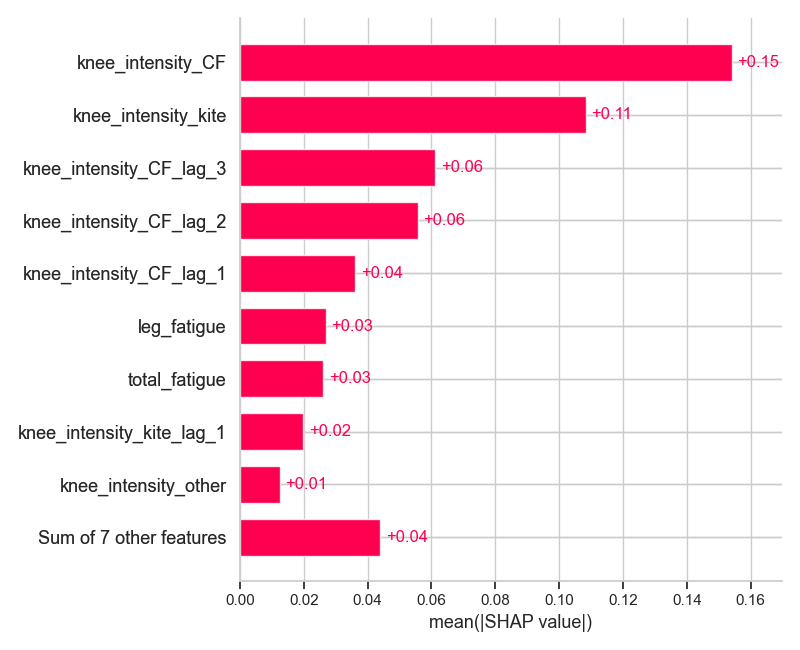 knee_intensity_CF +0.15
knee_intensity_kite +0.11
knee_intensity_CF_lag_3 +0.06
knee_intensity_CF_lag_2 +0.06
knee_intensity_CF_lag_1 +0.04
leg_fatigue +0.03
total_fatigue +0.03
knee_intensity_kite_lag_1 +0.02
knee_intensity_other +0.01
Sum of 7 other features +0.04
0.00 0.02 0.04 0.06 0.08 0.10 0.12 0.14 0.16
mean(|SHAP value|)